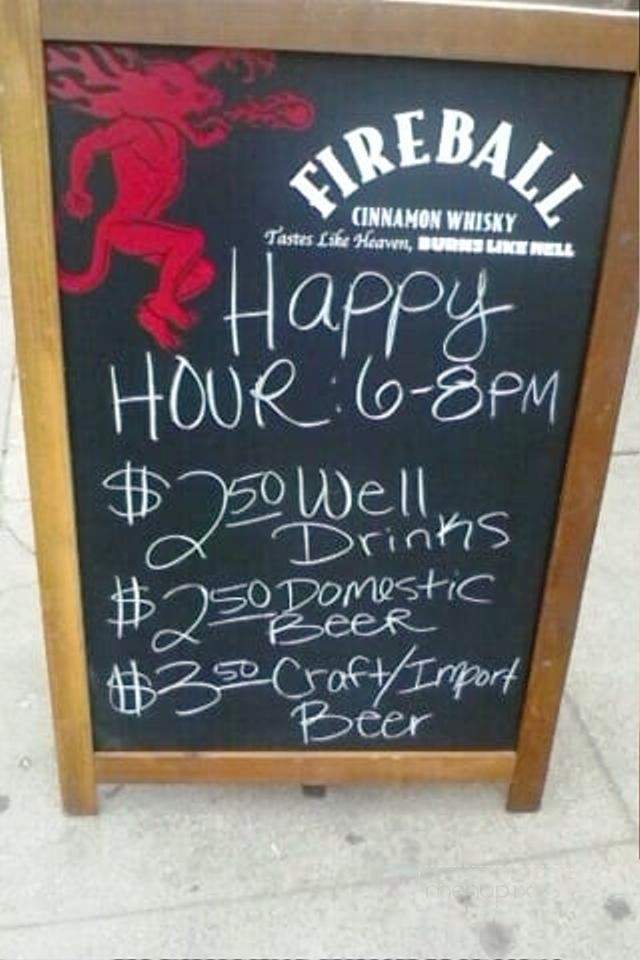 FIREBALL
CINNAMON WHISKY
Tastes Like Heaven, BURNS LIKE HELL
Happy
HOUR: 6-8PM
$2.50 Well
Drinks
$2.50 Domestic
BEER
$3.50 Craft/Import
Beer